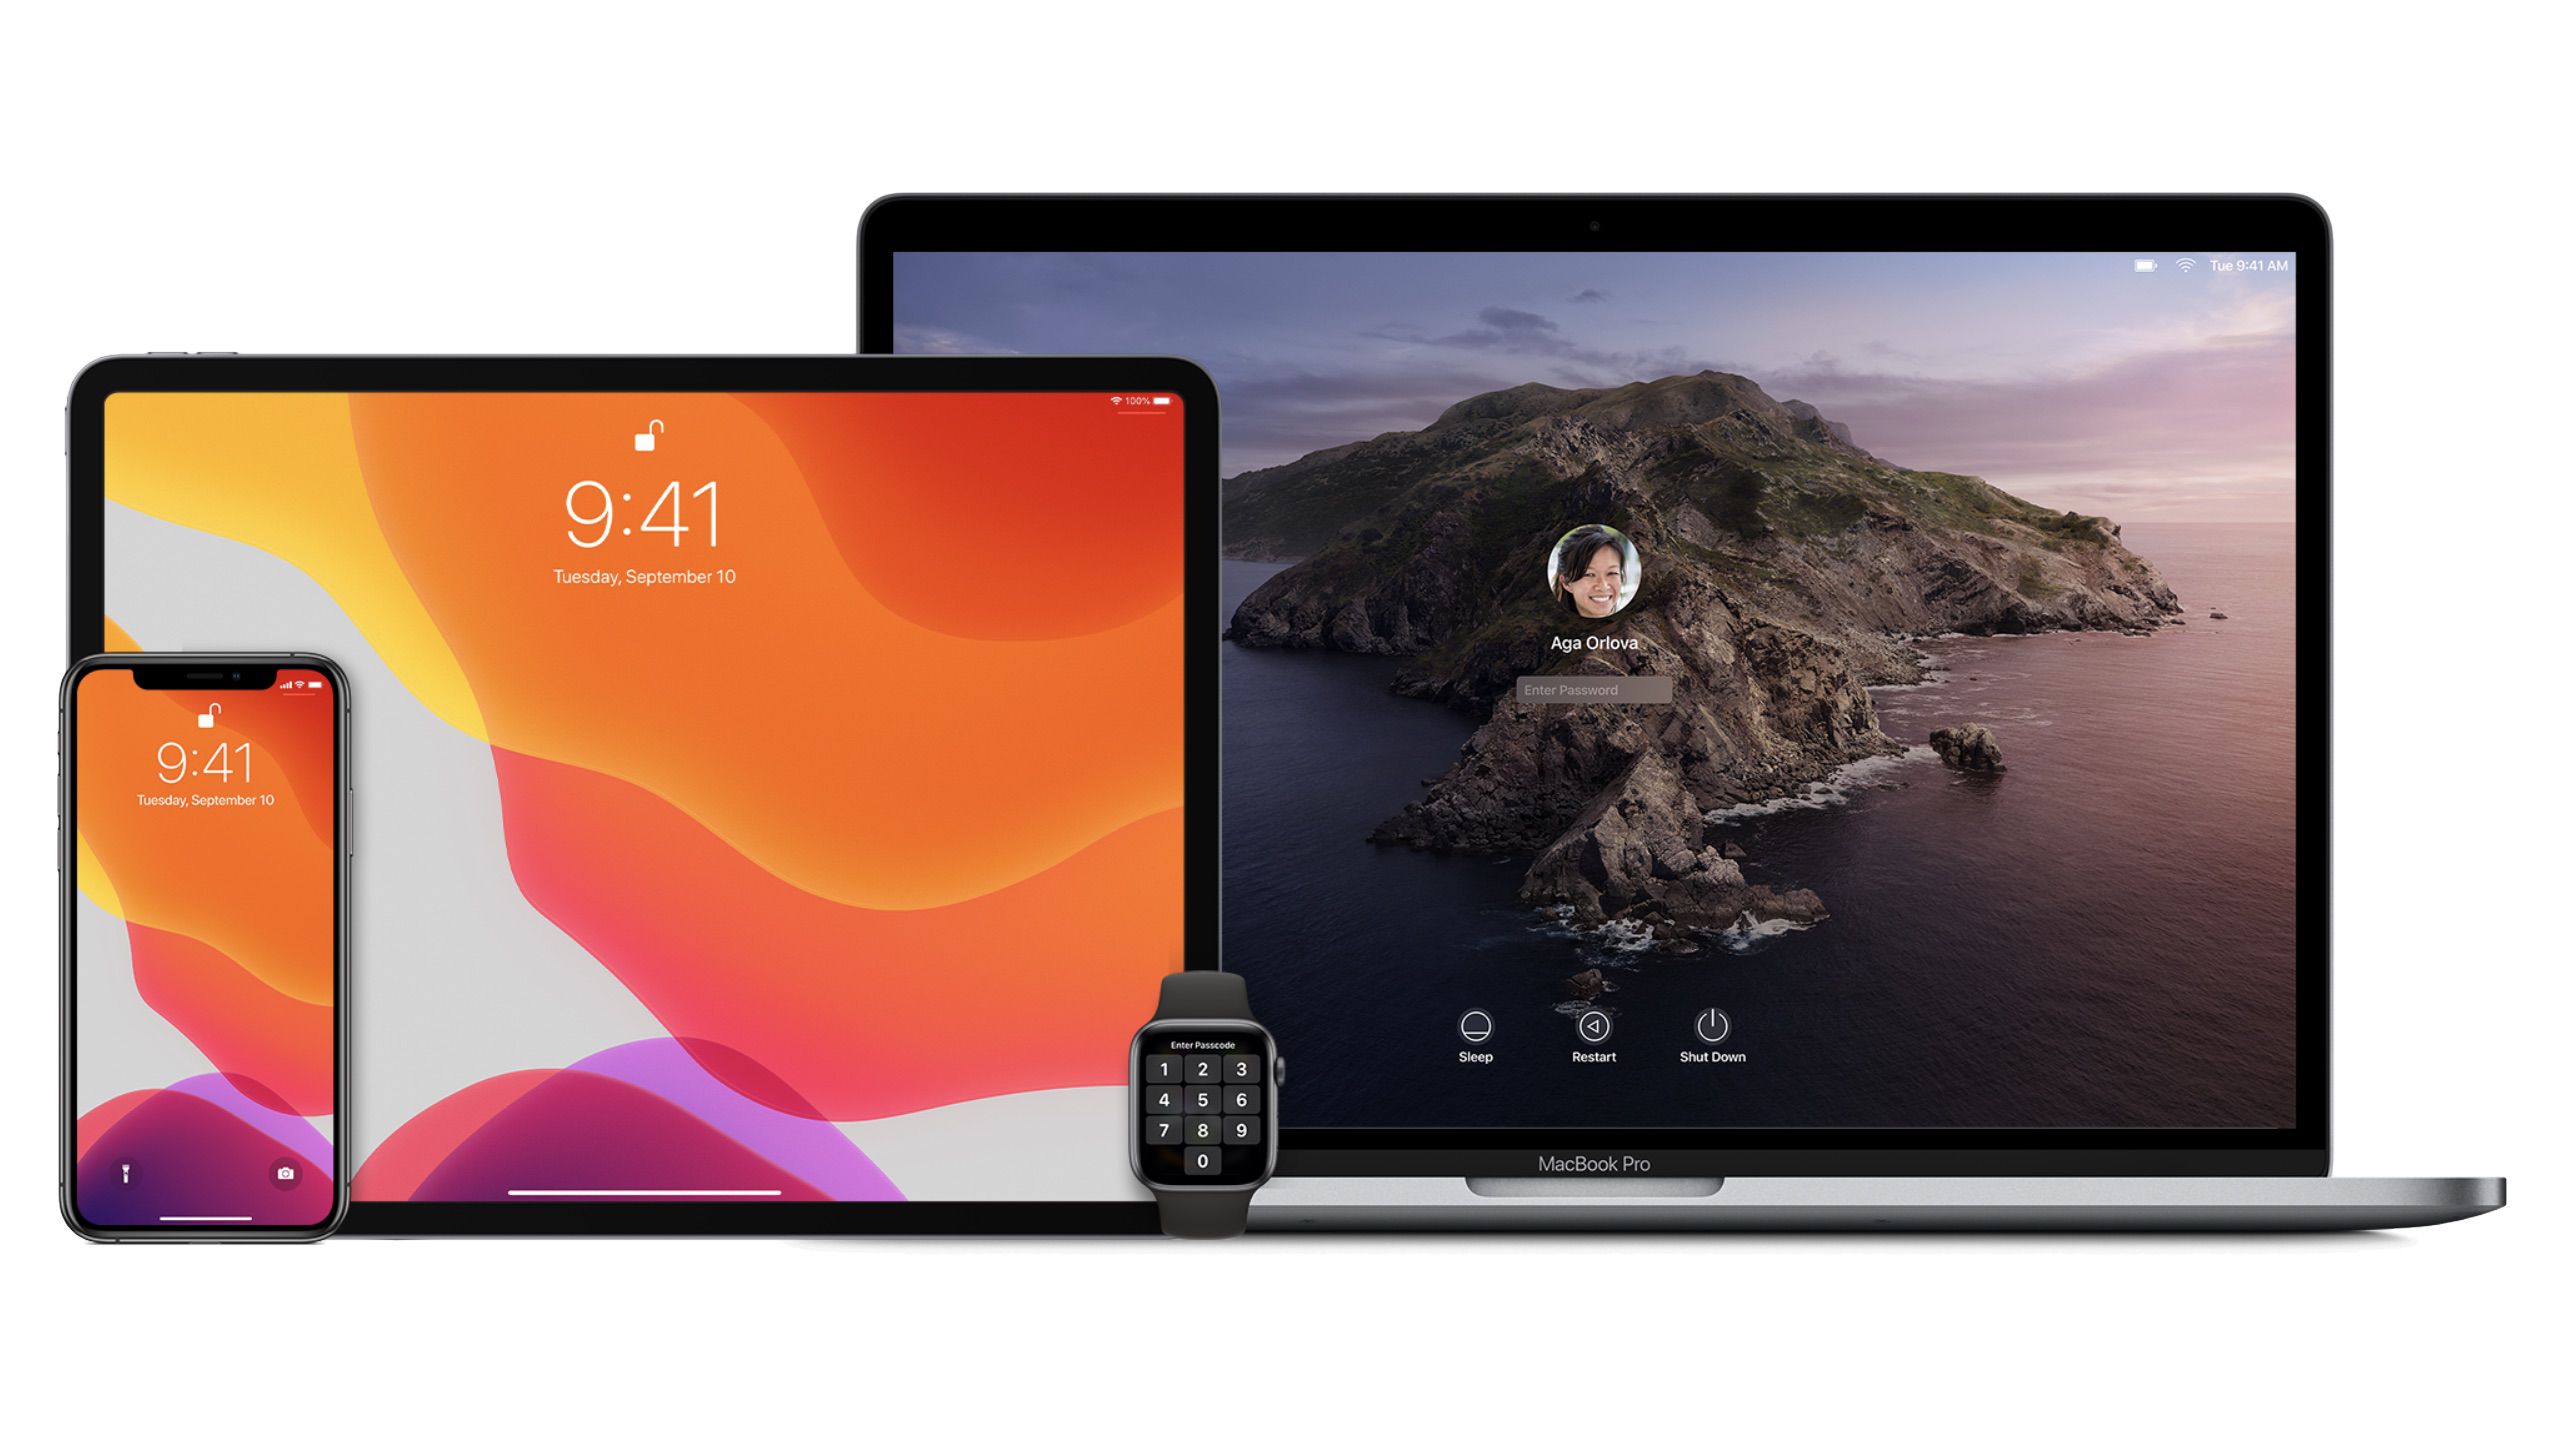 9:41
Tuesday, September 10
100%
9:41
Tuesday, September 10
Enter Passcode
1 2 3
4 5 6
7 8 9
0
Tue 9:41 AM
Aga Orlova
Enter Password
Sleep Restart Shut Down
MacBook Pro